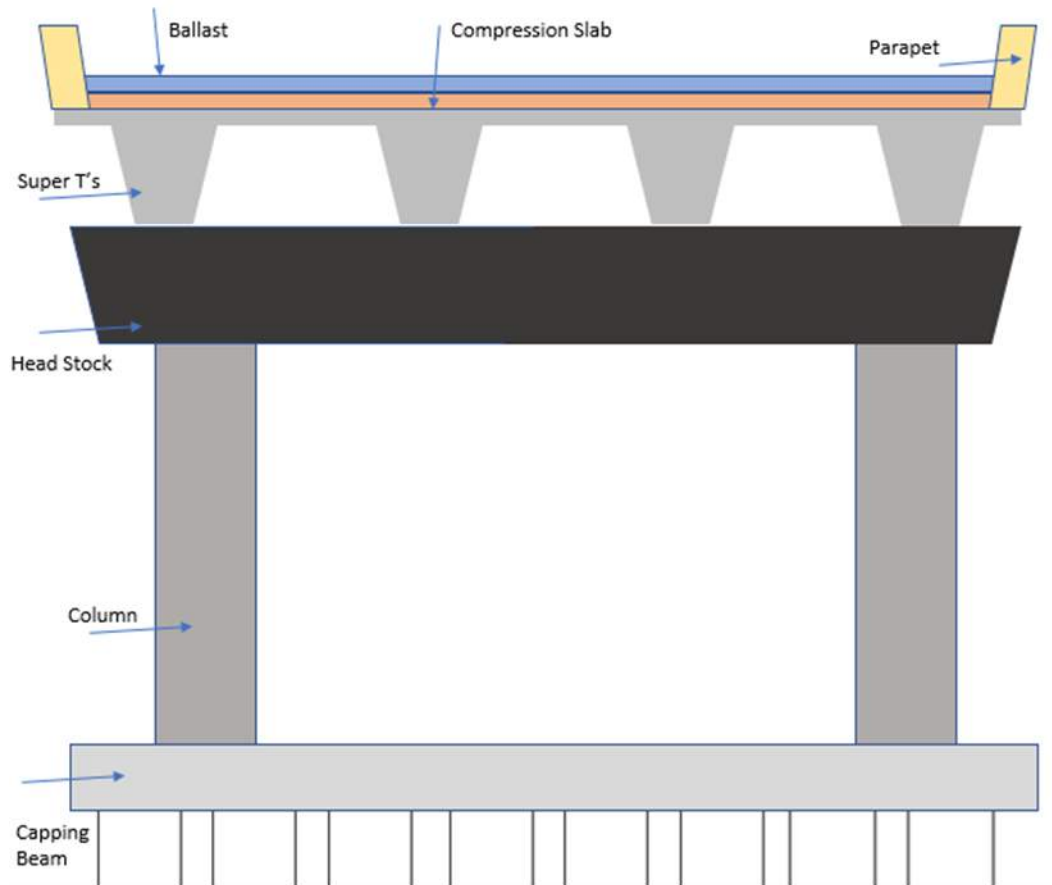 Ballast
Compression Slab
Parapet
Super T's
Head Stock
Column
Capping
Beam